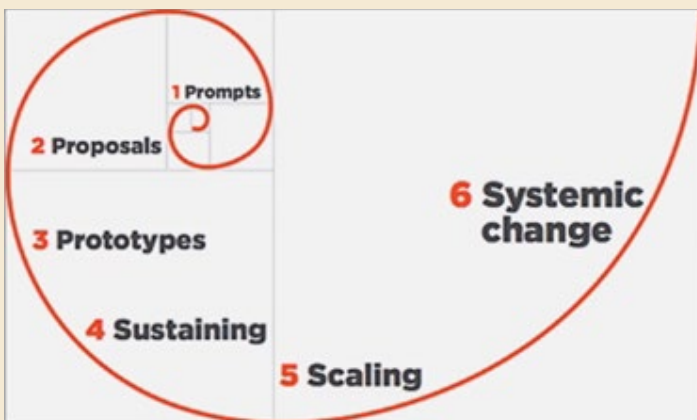 1 Prompts
2 Proposals
3 Prototypes
4 Sustaining
5 Scaling
6 Systemic
change